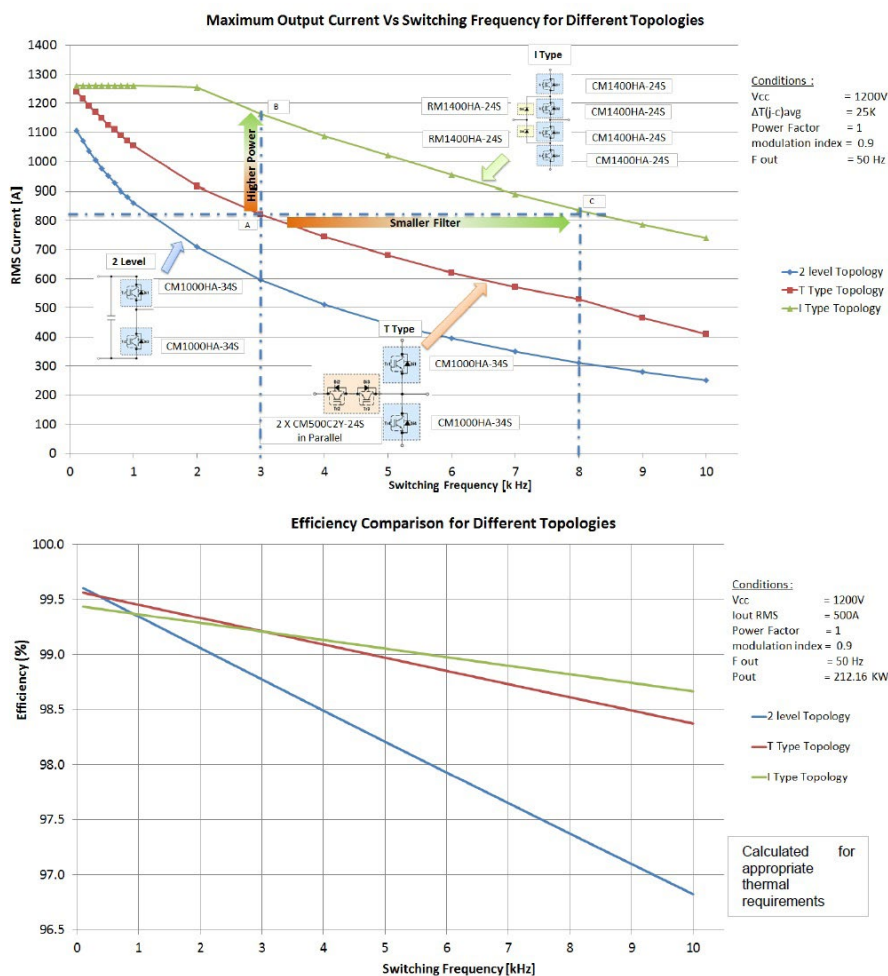 Maximum Output Current Vs Switching Frequency for Different Topologies
1400
1300
1200
1100
1000
900
800
700
600
500
400
300
200
100
0
RMS Current [A]
0 1 2 3 4 5 6 7 8 9 10
Switching Frequency [k Hz]
B
A
C
Higher Power
Smaller Filter
I Type
CM1400HA-24S
RM1400HA-24S
CM1400HA-24S
RM1400HA-24S
CM1400HA-24S
CM1400HA-24S
2 Level
CM1000HA-34S
CM1000HA-34S
T Type
CM1000HA-34S
CM1000HA-34S
2 X CM500C2Y-24S
in Parallel
Conditions :
Vcc = 1200V
ΔT(j-c)avg = 25K
Power Factor = 1
modulation index = 0.9
F out = 50 Hz
2 level Topology
T Type Topology
I Type Topology
Efficiency Comparison for Different Topologies
100.0
99.5
99.0
98.5
98.0
97.5
97.0
96.5
Efficiency (%)
0 1 2 3 4 5 6 7 8 9 10
Switching Frequency [kHz]
Conditions :
Vcc = 1200V
Iout RMS = 500A
Power Factor = 1
modulation index = 0.9
F out = 50 Hz
Pout = 212.16 KW
2 level Topology
T Type Topology
I Type Topology
Calculated for
appropriate
thermal
requirements